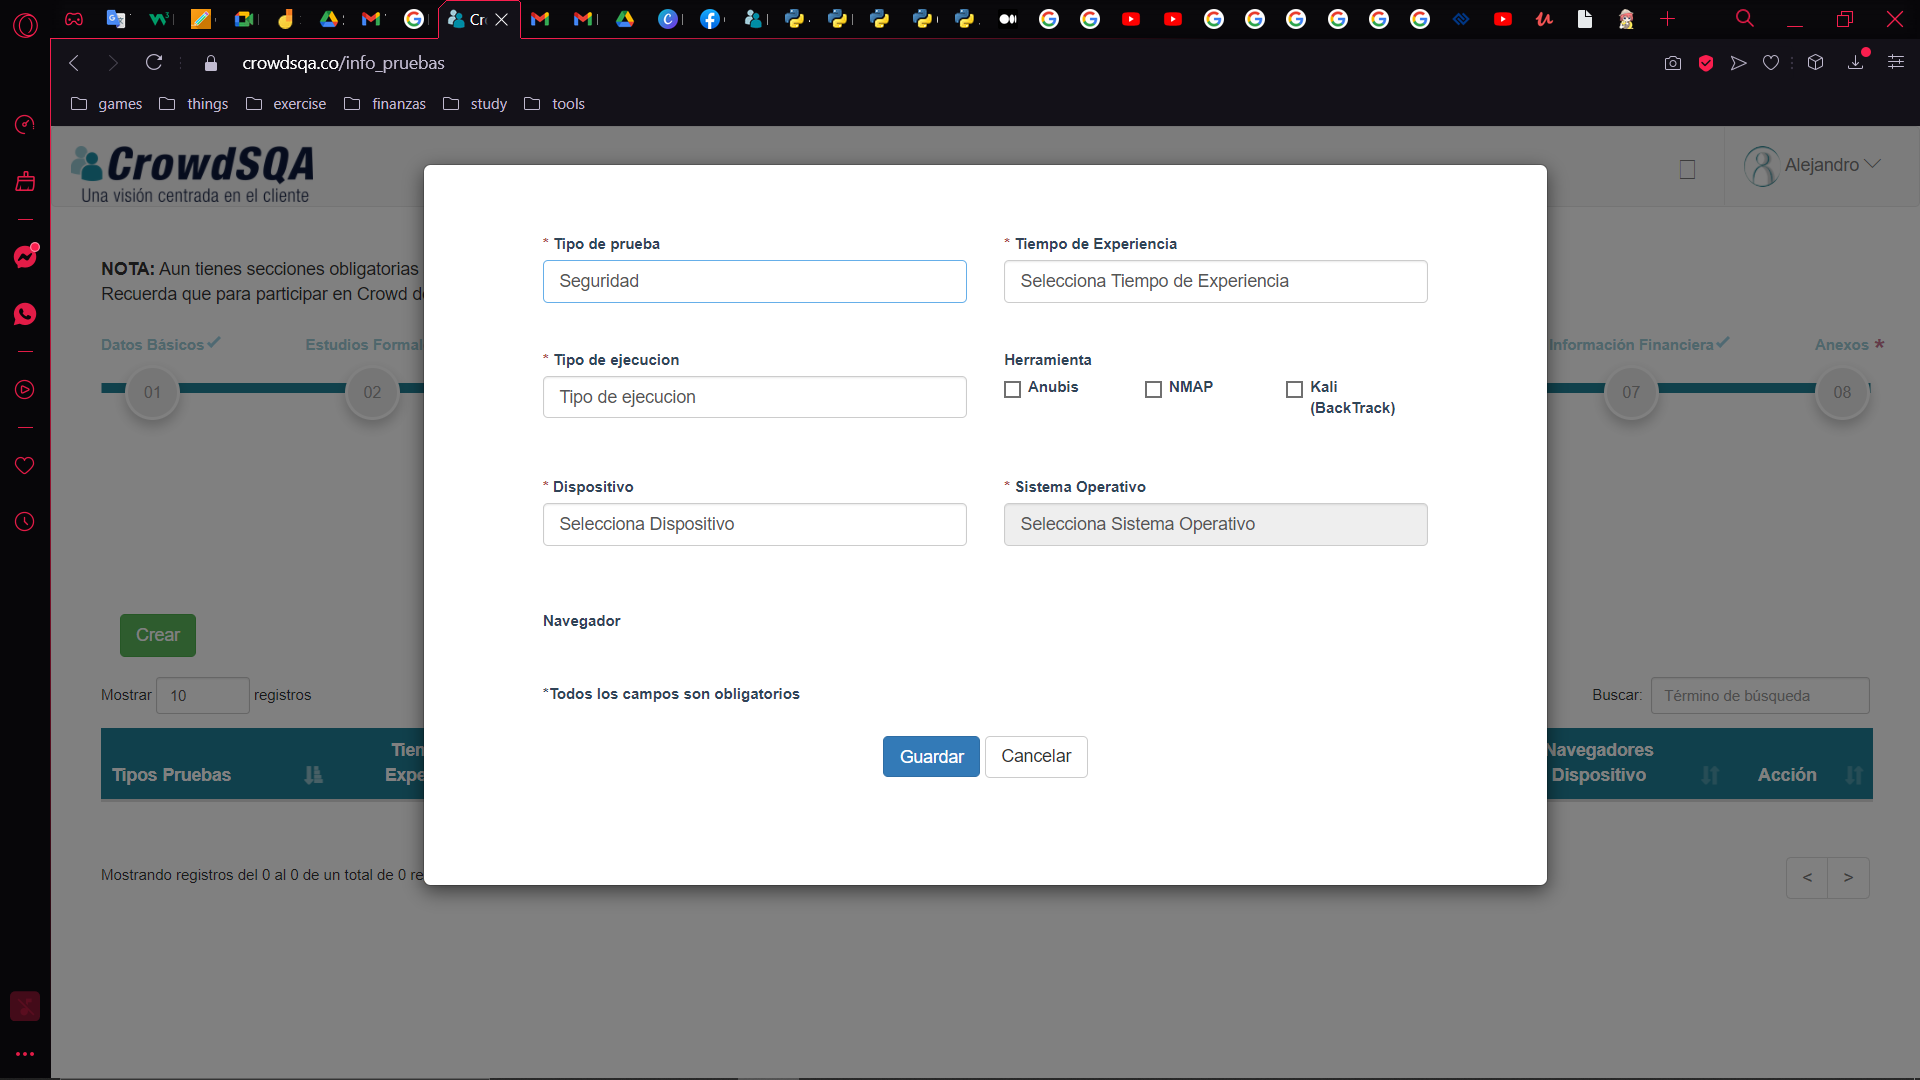 Cr
crowdsqa.co/info_pruebas
games
things
exercise
finanzas
study
tools
CrowdSQA
Una visión centrada en el cliente
Alejandro
NOTA: Aun tienes secciones obligatorias
Recuerda que para participar en Crowd d
Datos Básicos
Estudios Formal
Información Financiera
Anexos *
01
02
07
08
* Tipo de prueba
Seguridad
* Tiempo de Experiencia
Selecciona Tiempo de Experiencia
* Tipo de ejecucion
Tipo de ejecucion
Herramienta
Anubis
NMAP
Kali
(BackTrack)
* Dispositivo
Selecciona Dispositivo
* Sistema Operativo
Selecciona Sistema Operativo
Navegador
*Todos los campos son obligatorios
Guardar
Cancelar
Crear
Mostrar 10 registros
Buscar: Término de búsqueda
Tipos Pruebas
Tien
Expe
Navegadores
Dispositivo
Acción
Mostrando registros del 0 al 0 de un total de 0 re
< >